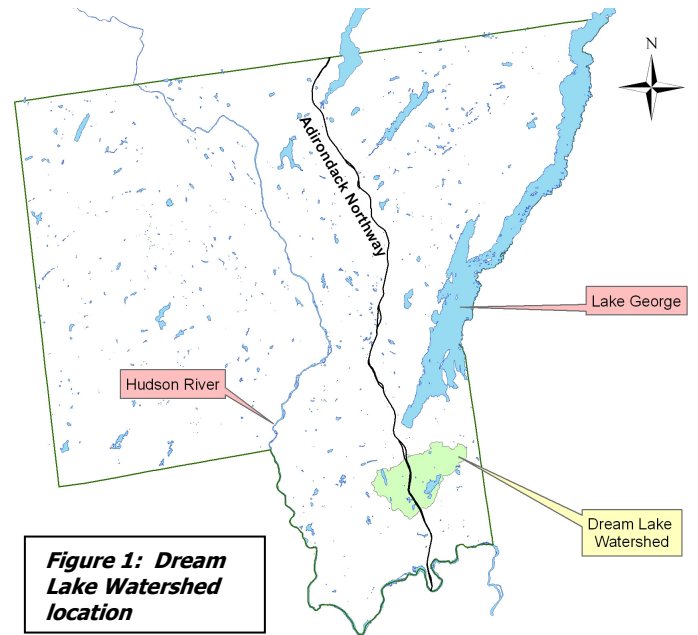 N
Adirondack Northway
Lake George
Hudson River
Dream Lake
Watershed
Figure 1: Dream
Lake Watershed
location